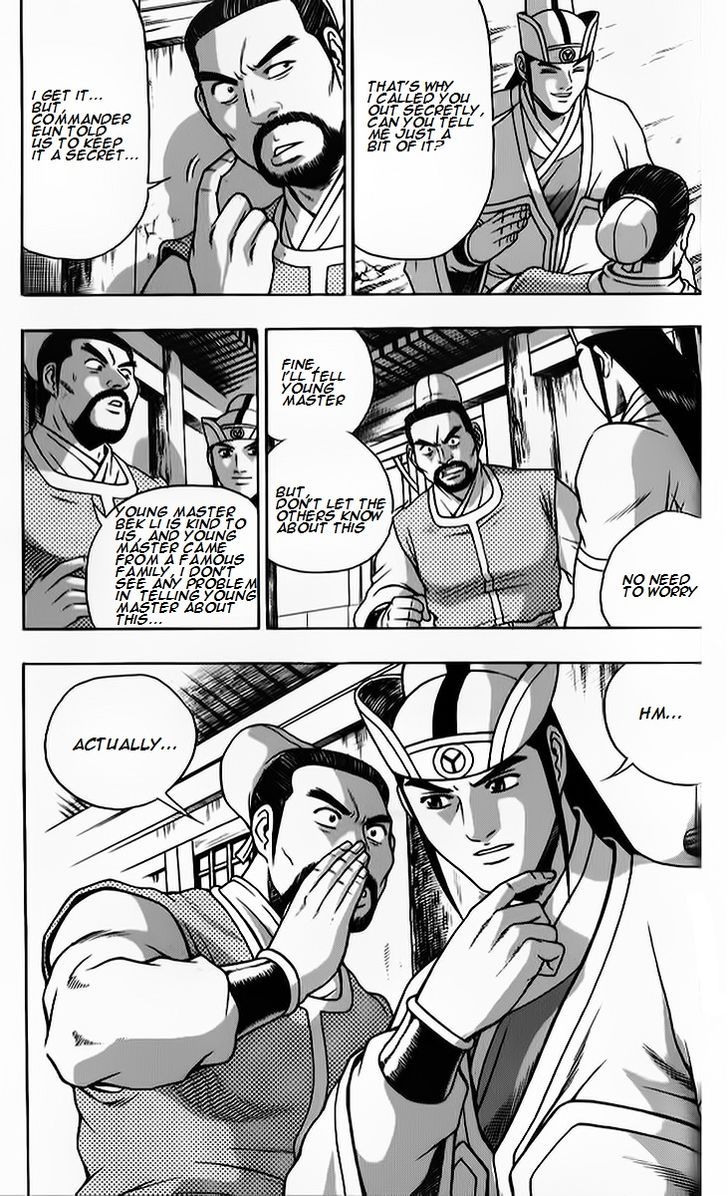 I GET IT...
BUT,
COMMANDER
EUN TOLD
US TO KEEP
IT A SECRET...
THAT'S WHY
I CALLED YOU
OUT SECRETLY,
CAN YOU TELL
ME JUST A
BIT OF IT?
YOUNG MASTER
BEK LI IS KIND TO
US, AND YOUNG
MASTER CAME
FROM A FAMOUS
FAMILY, I DON'T
SEE ANY PROBLEM
IN TELLING YOUNG
MASTER ABOUT
THIS...
FINE,
I'LL TELL
YOUNG
MASTER
BUT,
DON'T LET THE
OTHERS KNOW
ABOUT THIS
NO NEED
TO WORRY
ACTUALLY...
HM...